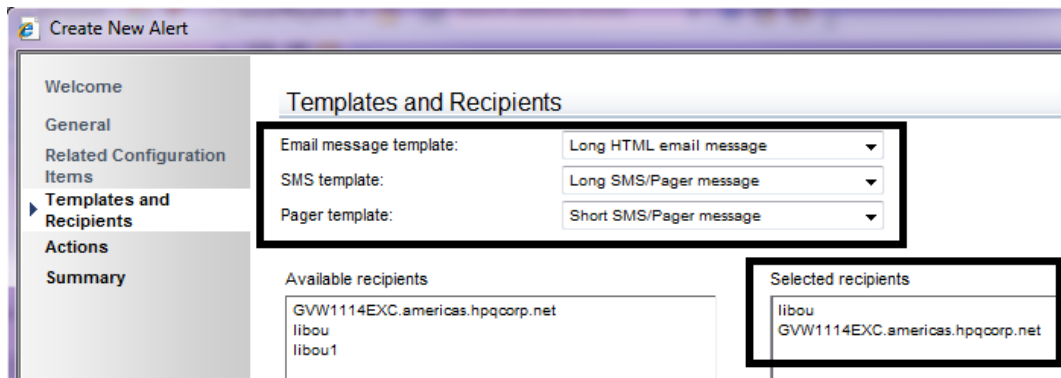 Create New Alert
Welcome
General
Related Configuration
Items
Templates and
Recipients
Actions
Summary
Templates and Recipients
Email message template: Long HTML email message
SMS template: Long SMS/Pager message
Pager template: Short SMS/Pager message
Available recipients
GVW1114EXC.americas.hpqcorp.net
libou
libou1
Selected recipients
libou
GVW1114EXC.americas.hpqcorp.net